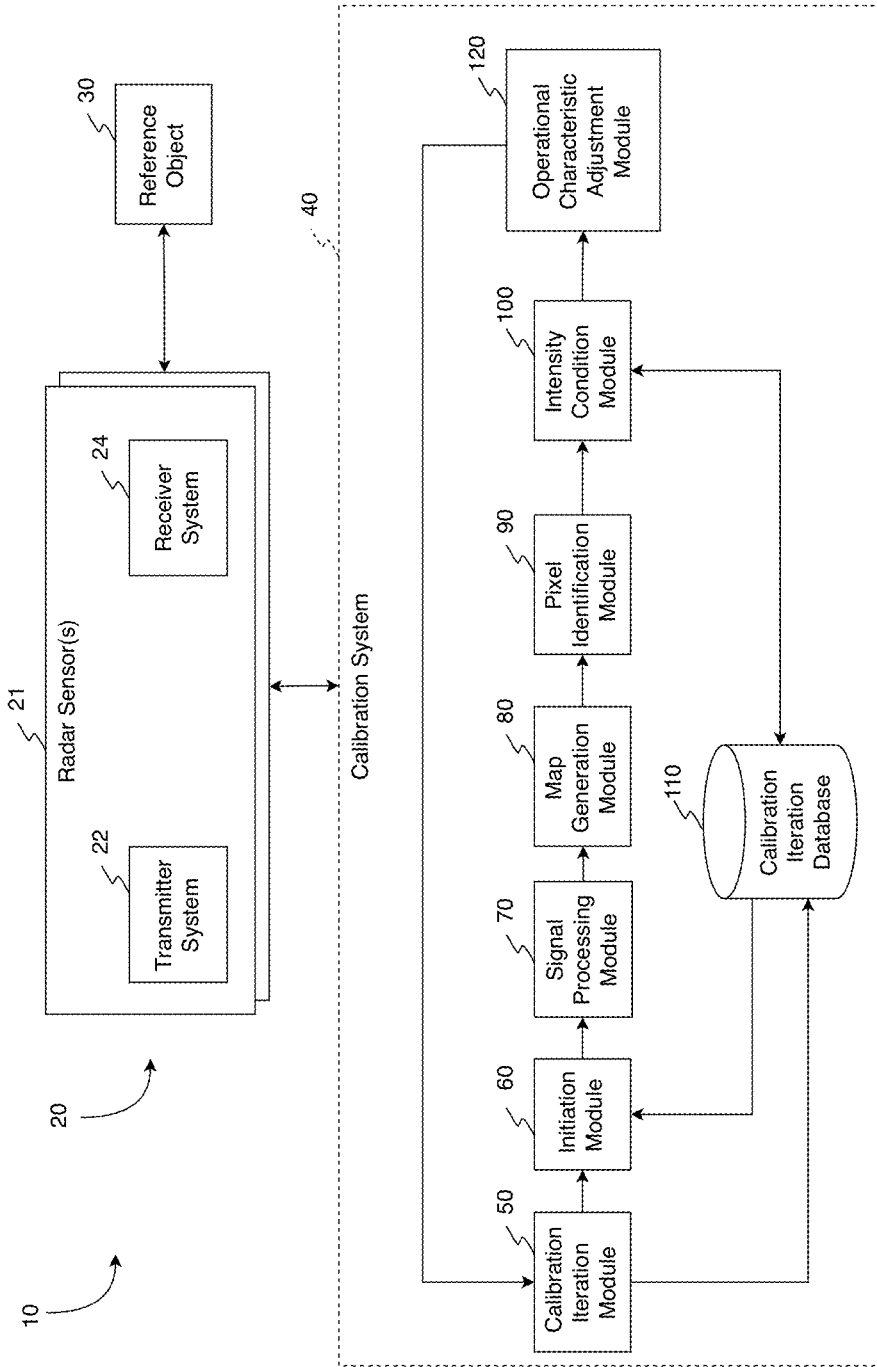 10
20
21
Radar Sensor(s)
22
Transmitter
System
24
Receiver
System
30
Reference
Object
40
Calibration System
50
Calibration
Iteration
Module
60
Initiation
Module
70
Signal
Processing
Module
80
Map
Generation
Module
90
Pixel
Identification
Module
100
Intensity
Condition
Module
120
Operational
Characteristic
Adjustment
Module
110
Calibration
Iteration
Database